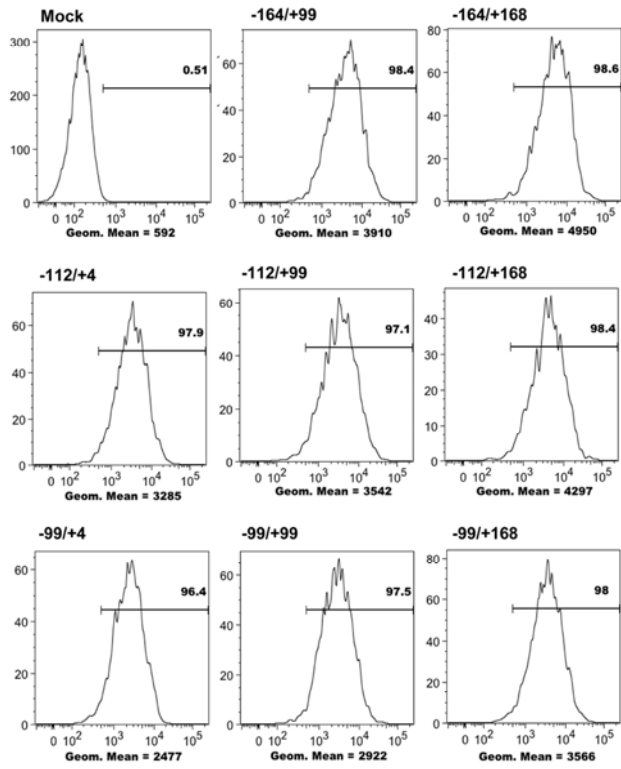 Mock
-164/+99
-164/+168
300
200
100
0
0.51
0 10² 10³ 10⁴ 10⁵
Geom. Mean = 592
60
40
20
0
98.4
0 10² 10³ 10⁴ 10⁵
Geom. Mean = 3910
80
60
40
20
0
98.6
0 10² 10³ 10⁴ 10⁵
Geom. Mean = 4950
-112/+4
-112/+99
-112/+168
60
40
20
0
97.9
0 10² 10³ 10⁴ 10⁵
Geom. Mean = 3285
60
40
20
0
97.1
0 10² 10³ 10⁴ 10⁵
Geom. Mean = 3542
40
30
20
10
0
98.4
0 10² 10³ 10⁴ 10⁵
Geom. Mean = 4297
-99/+4
-99/+99
-99/+168
60
40
20
0
96.4
0 10² 10³ 10⁴ 10⁵
Geom. Mean = 2477
60
40
20
0
97.5
0 10² 10³ 10⁴ 10⁵
Geom. Mean = 2922
80
60
40
20
0
98
0 10² 10³ 10⁴ 10⁵
Geom. Mean = 3566